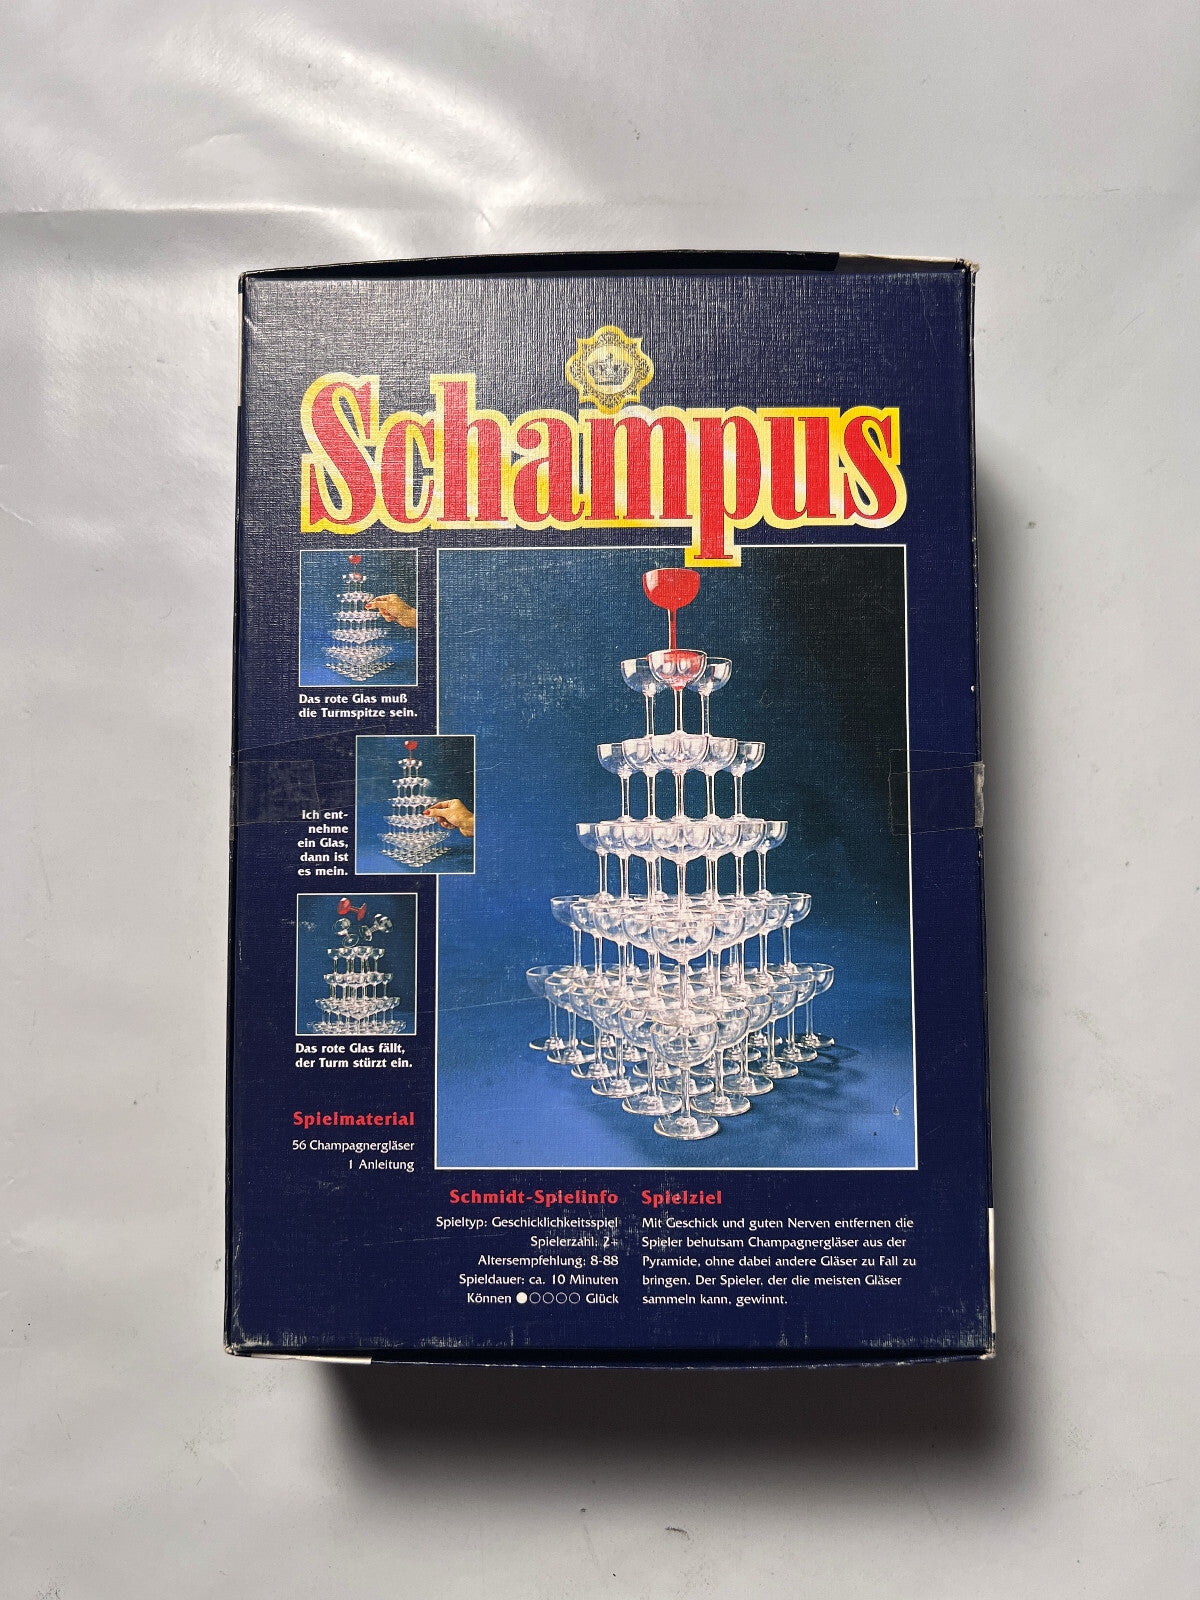 Schampus
Das rote Glas muß
die Turmspitze sein.
Ich ent-
nehme
ein Glas,
dann ist
es mein.
Das rote Glas fällt,
der Turm stürzt ein.
Spielmaterial
56 Champagnergläser
1 Anleitung
Schmidt-Spielinfo
Spieltyp: Geschicklichkeitsspiel
Spielerzahl: 2+
Altersempfehlung: 8-88
Spieldauer: ca. 10 Minuten
Können ●○○○○ Glück
Spielziel
Mit Geschick und guten Nerven entfernen die
Spieler behutsam Champagnergläser aus der
Pyramide, ohne dabei andere Gläser zu Fall zu
bringen. Der Spieler, der die meisten Gläser
sammeln kann, gewinnt.